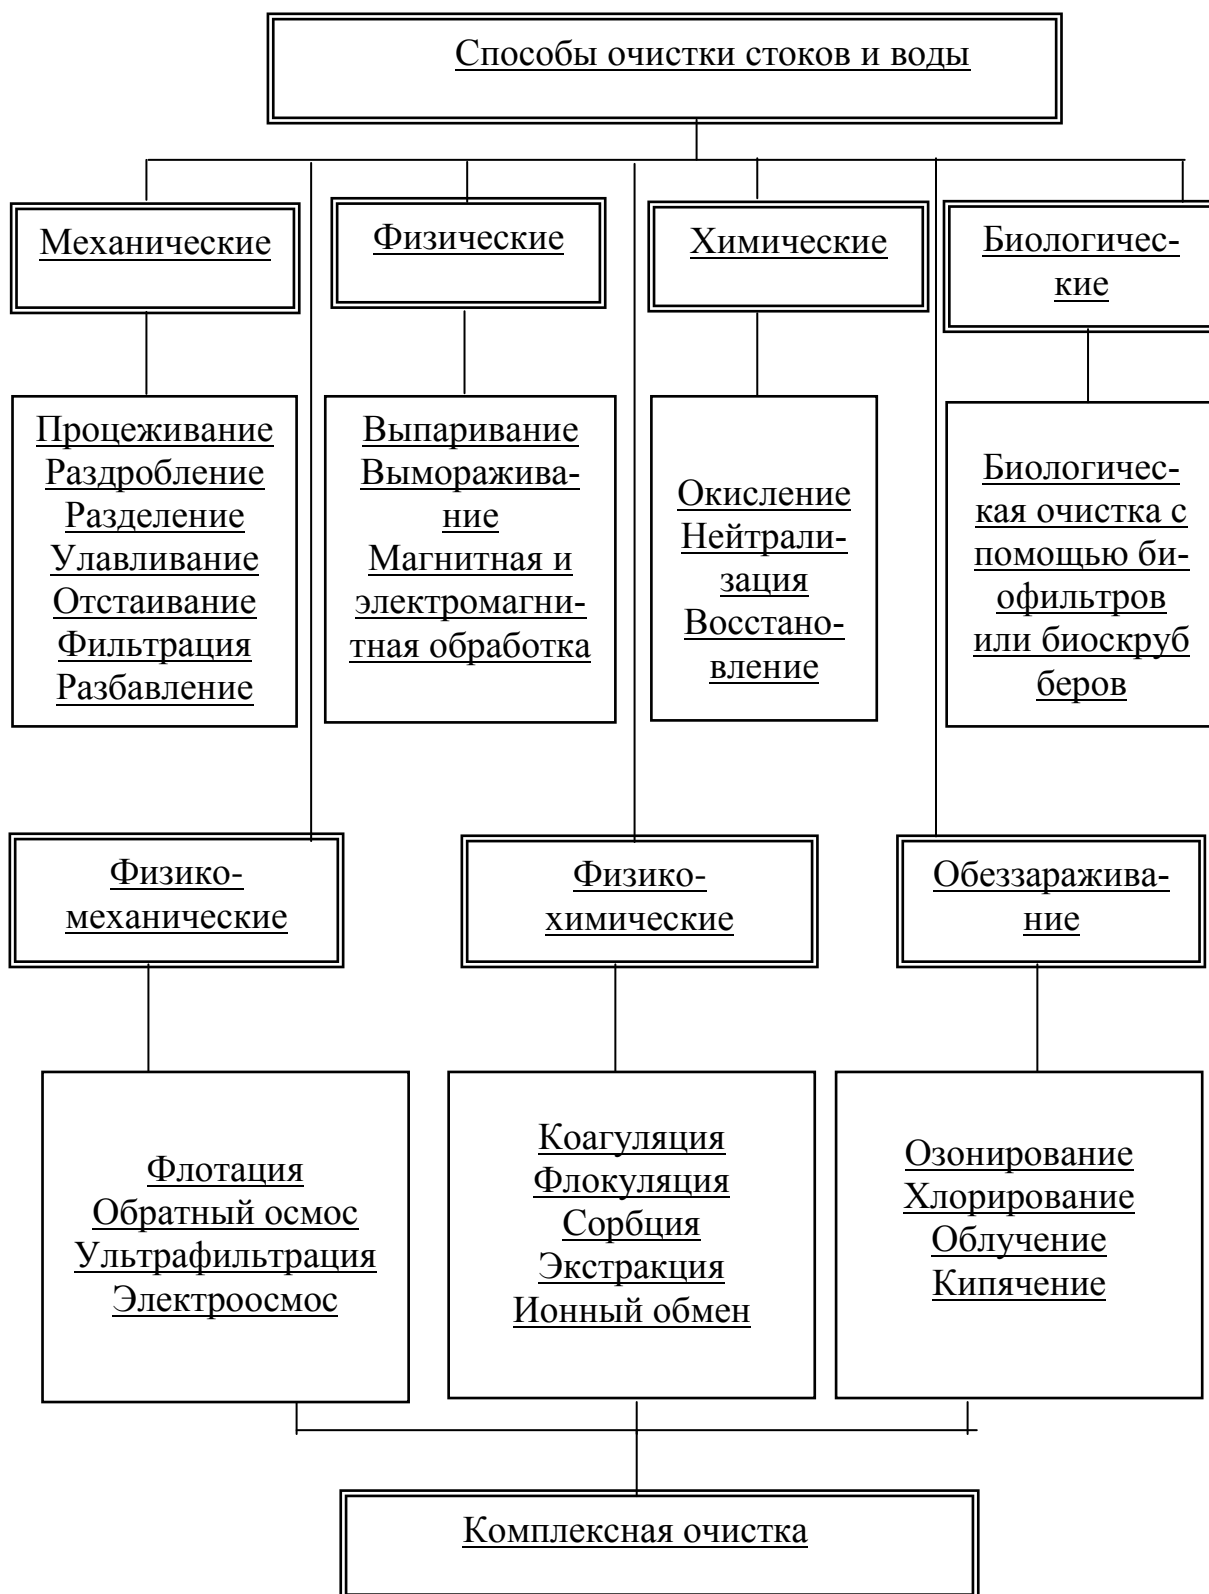 Способы очистки стоков и воды
Механические
Физические
Химические
Биологичес-
кие
Процеживание
Раздробление
Разделение
Улавливание
Отстаивание
Фильтрация
Разбавление
Выпаривание
Выморажива-
ние
Магнитная и
электромагни-
тная обработка
Окисление
Нейтрали-
зация
Восстано-
вление
Биологичес-
кая очистка с
помощью би-
офильтров
или биоскруб
беров
Физико-
механические
Физико-
химические
Обеззаражива-
ние
Флотация
Обратный осмос
Ультрафильтрация
Электроосмос
Коагуляция
Флокуляция
Сорбция
Экстракция
Ионный обмен
Озонирование
Хлорирование
Облучение
Кипячение
Комплексная очистка